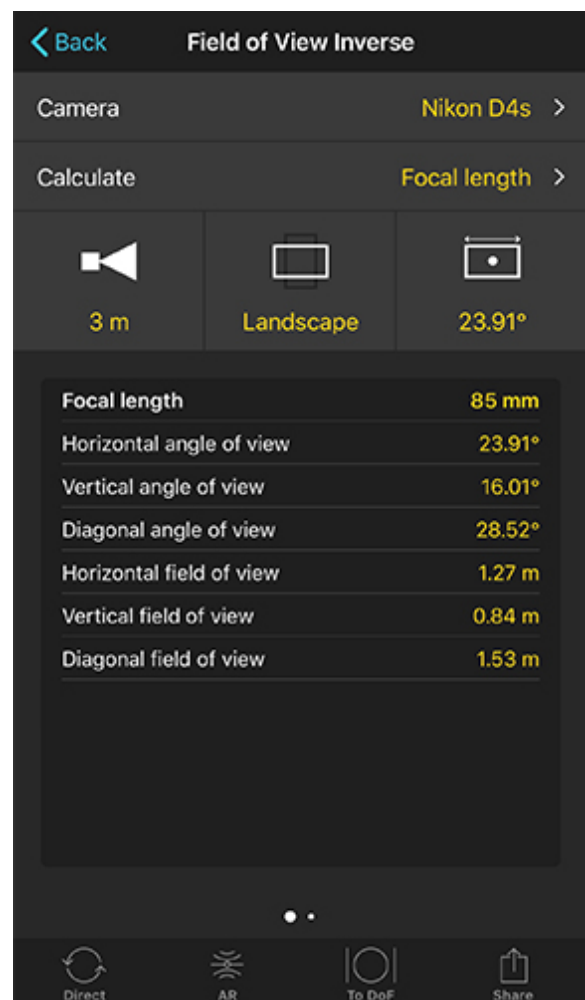 Back Field of View Inverse
Camera Nikon D4s
Calculate Focal length
3 m Landscape 23.91°
Focal length 85 mm
Horizontal angle of view 23.91°
Vertical angle of view 16.01°
Diagonal angle of view 28.52°
Horizontal field of view 1.27 m
Vertical field of view 0.84 m
Diagonal field of view 1.53 m
Direct AR To DoF Share